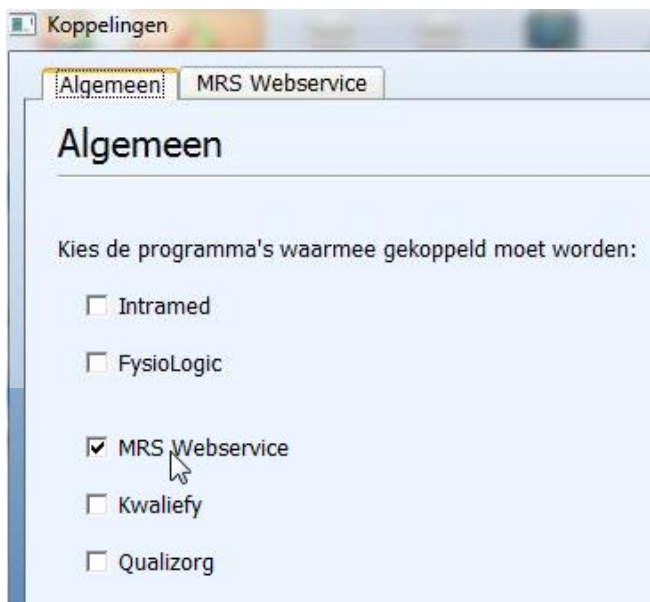 Koppelingen
Algemeen MRS Webservice
Algemeen
Kies de programma's waarmee gekoppeld moet worden:
Intramed
FysioLogic
MRS Webservice
Kwaliefy
Qualizorg